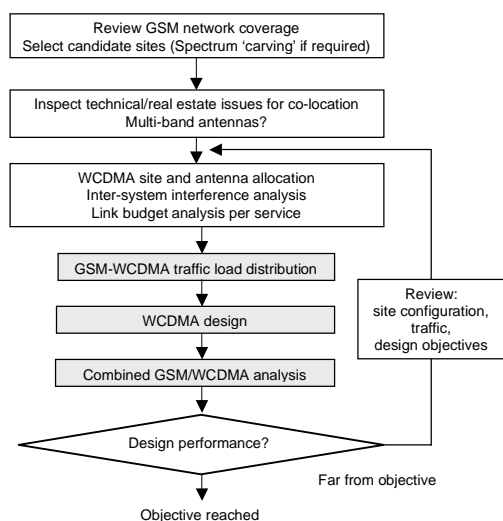 Review GSM network coverage
Select candidate sites (Spectrum ‘carving’ if required)
Inspect technical/real estate issues for co-location
Multi-band antennas?
WCDMA site and antenna allocation
Inter-system interference analysis
Link budget analysis per service
GSM-WCDMA traffic load distribution
WCDMA design
Combined GSM/WCDMA analysis
Review:
site configuration,
traffic,
design objectives
Design performance?
Far from objective
Objective reached